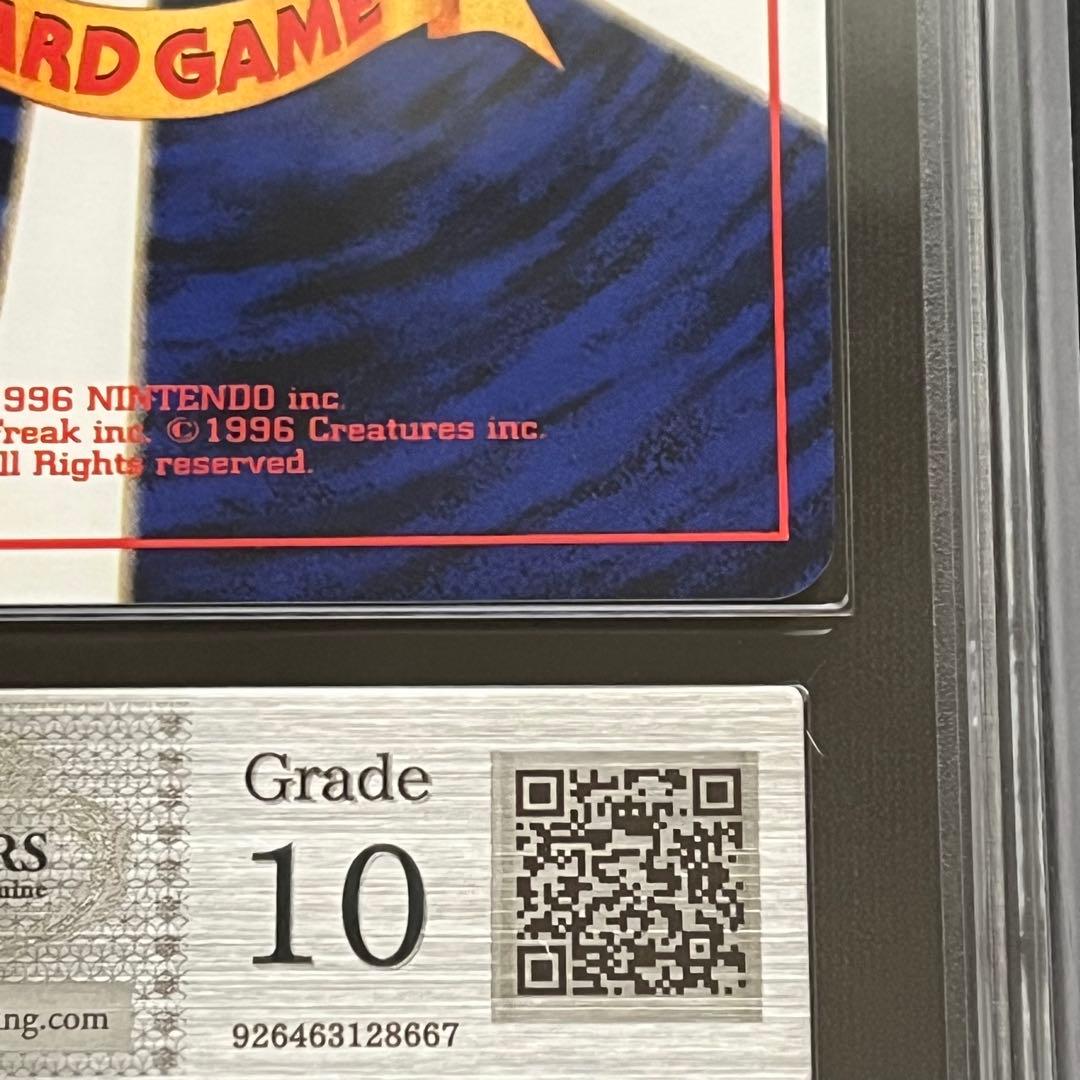 ARD GAME
996 NINTENDO inc.
Freak inc. ©1996 Creatures inc.
ll Rights reserved.
Grade
RS
10
ng.com
926463128667